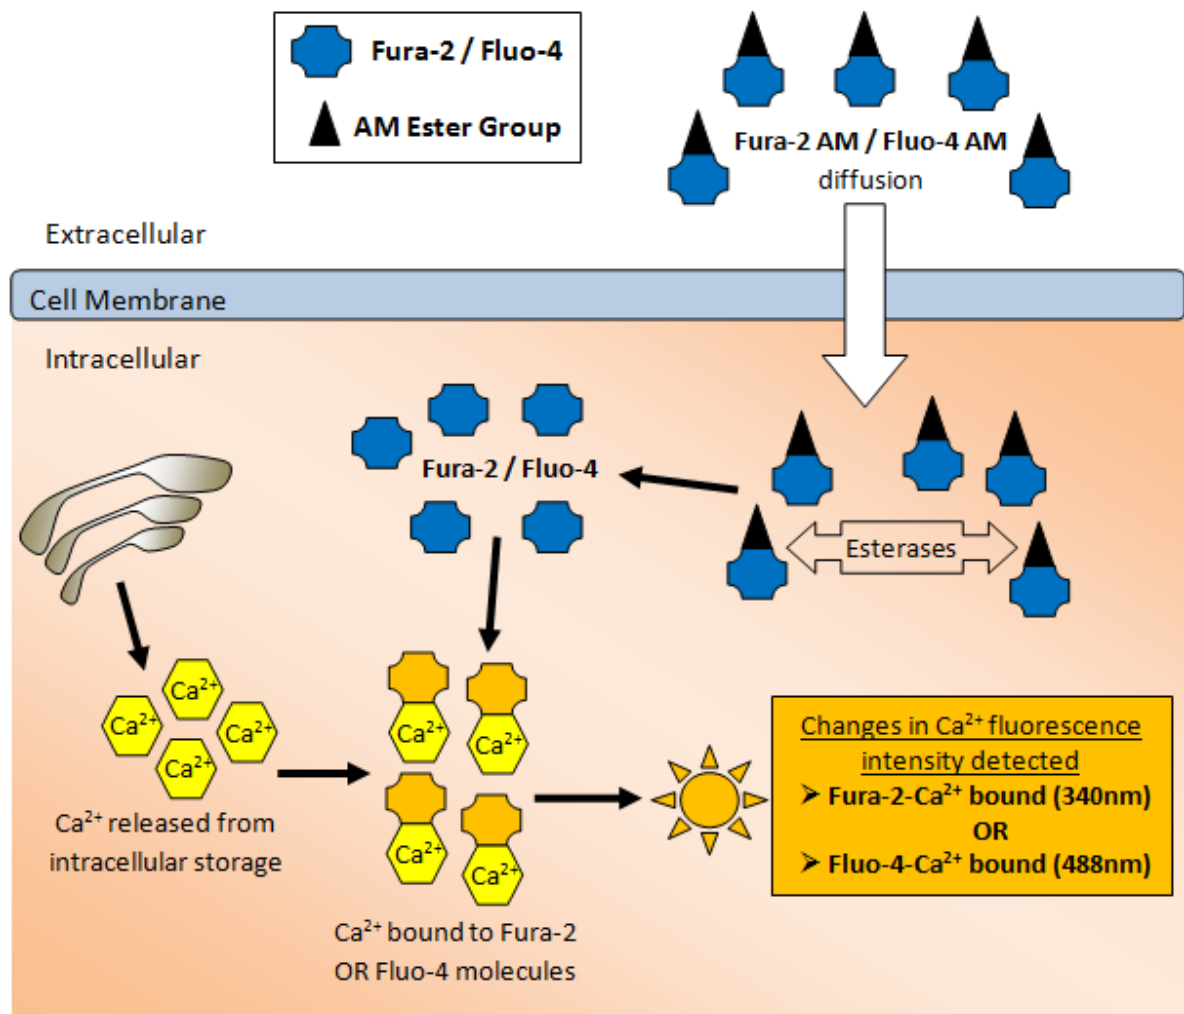 Fura-2 / Fluo-4
AM Ester Group
Fura-2 AM / Fluo-4 AM
diffusion
Extracellular
Cell Membrane
Intracellular
Fura-2 / Fluo-4
Esterases
Ca²⁺
Ca²⁺
Ca²⁺
Ca²⁺
Ca²⁺ released from
intracellular storage
Ca²⁺
Ca²⁺
Ca²⁺
Ca²⁺
Ca²⁺ bound to Fura-2
OR Fluo-4 molecules
Changes in Ca²⁺ fluorescence
intensity detected
➢ Fura-2-Ca²⁺ bound (340nm)
OR
➢ Fluo-4-Ca²⁺ bound (488nm)